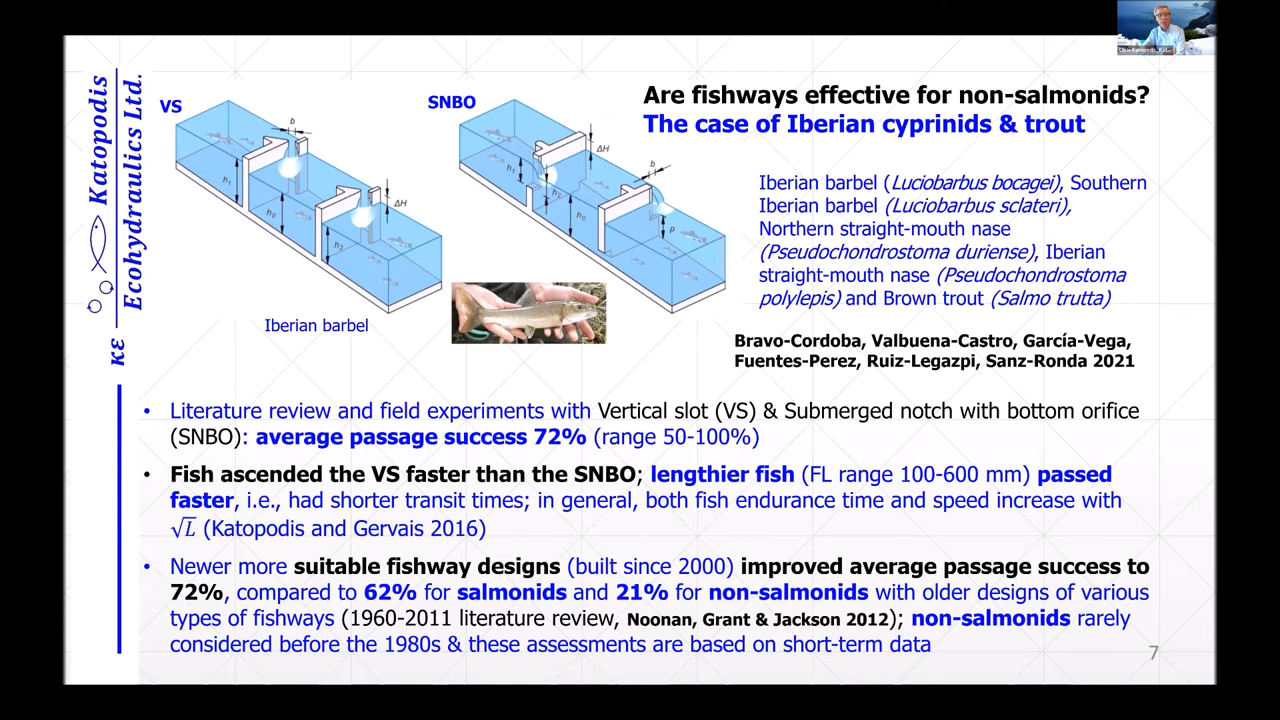 Katopodis
Ecohydraulics Ltd.
κε
VS
SNBO
Are fishways effective for non-salmonids?
The case of Iberian cyprinids & trout
b
h₁
h₀
h₂
ΔH
ΔH
h₁
h₂
h₀
b
p
Iberian barbel (Luciobarbus bocagei), Southern
Iberian barbel (Luciobarbus sclateri),
Northern straight-mouth nase
(Pseudochondrostoma duriense), Iberian
straight-mouth nase (Pseudochondrostoma
polylepis) and Brown trout (Salmo trutta)
Iberian barbel
Bravo-Cordoba, Valbuena-Castro, García-Vega,
Fuentes-Perez, Ruiz-Legazpi, Sanz-Ronda 2021
• Literature review and field experiments with Vertical slot (VS) & Submerged notch with bottom orifice
(SNBO): average passage success 72% (range 50-100%)
• Fish ascended the VS faster than the SNBO; lengthier fish (FL range 100-600 mm) passed
faster, i.e., had shorter transit times; in general, both fish endurance time and speed increase with
√L (Katopodis and Gervais 2016)
• Newer more suitable fishway designs (built since 2000) improved average passage success to
72%, compared to 62% for salmonids and 21% for non-salmonids with older designs of various
types of fishways (1960-2011 literature review, Noonan, Grant & Jackson 2012); non-salmonids rarely
considered before the 1980s & these assessments are based on short-term data
7